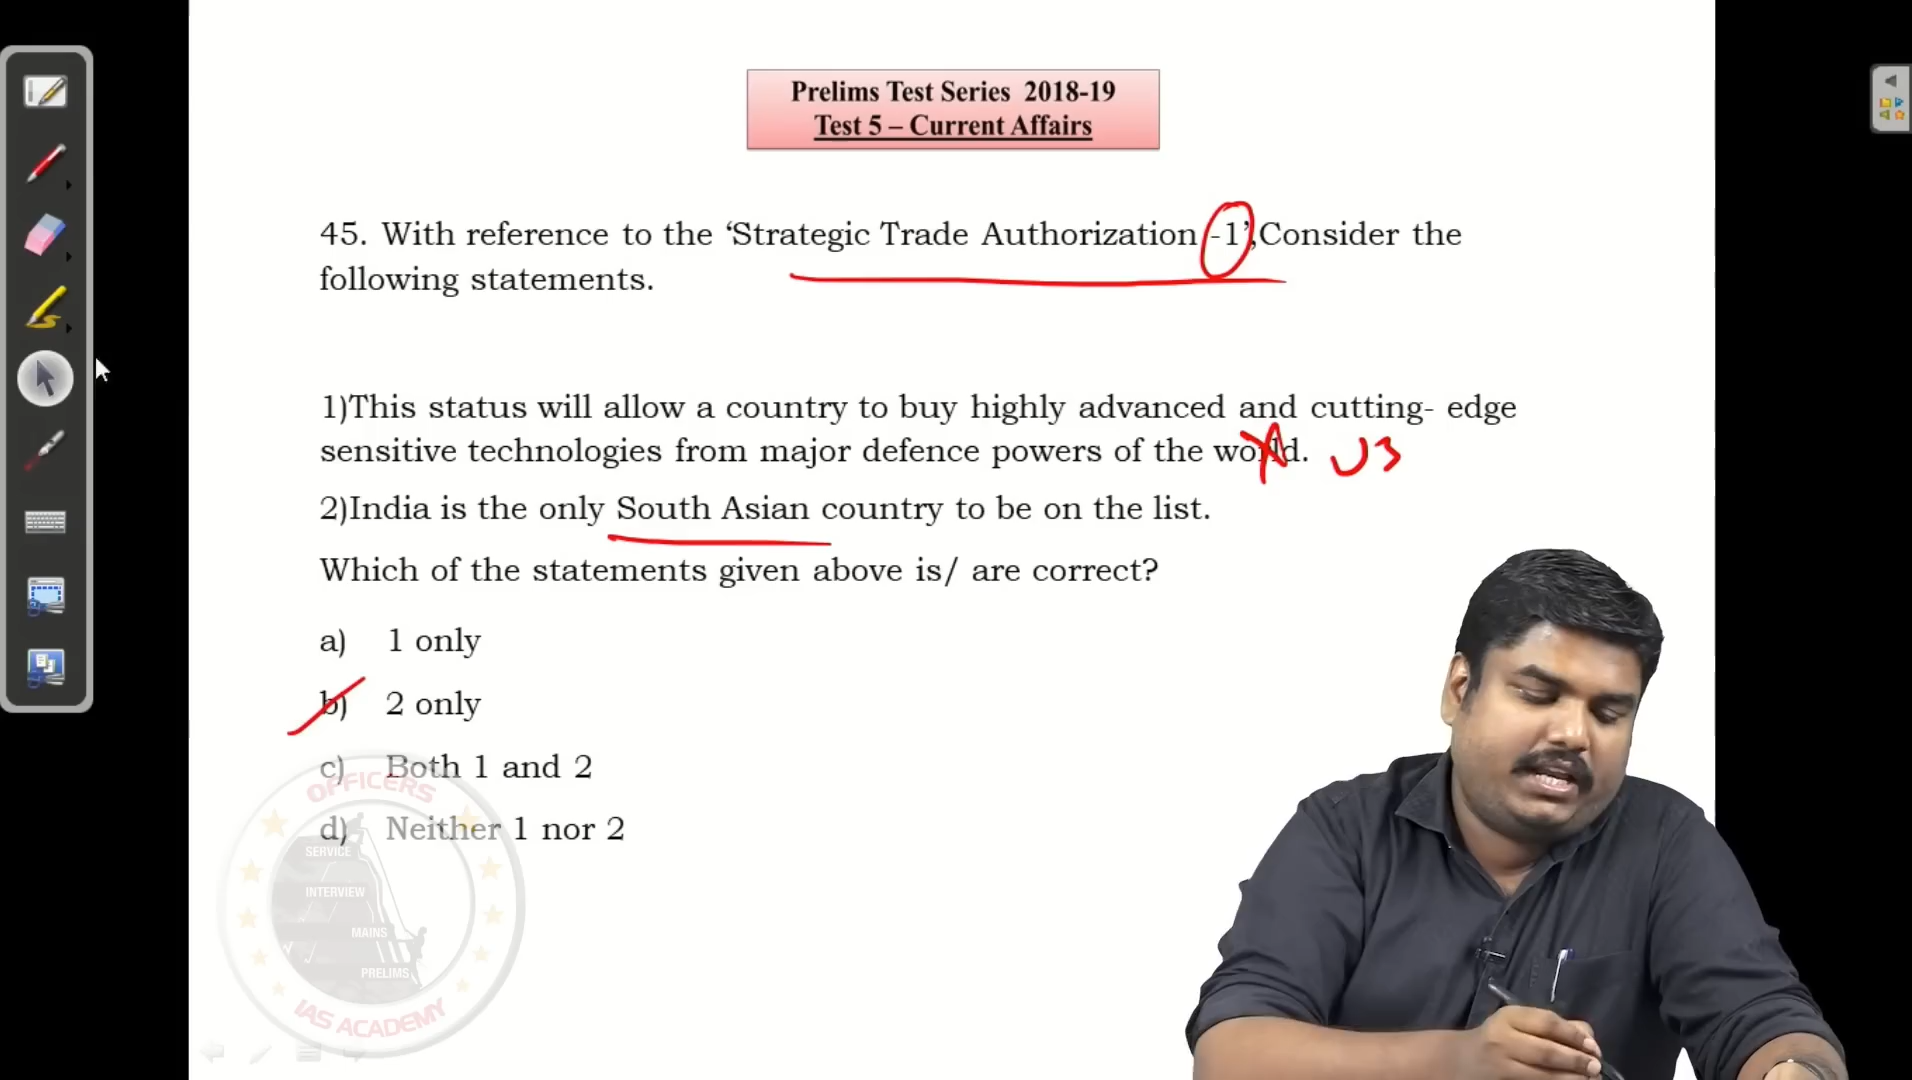 Prelims Test Series 2018-19
Test 5 – Current Affairs
45. With reference to the ‘Strategic Trade Authorization -1’,Consider the
following statements.
1)This status will allow a country to buy highly advanced and cutting- edge
sensitive technologies from major defence powers of the world. US
2)India is the only South Asian country to be on the list.
Which of the statements given above is/ are correct?
a) 1 only
b) 2 only
c) Both 1 and 2
d) Neither 1 nor 2
OFFICERS
SERVICE
INTERVIEW
MAINS
PRELIMS
IAS ACADEMY